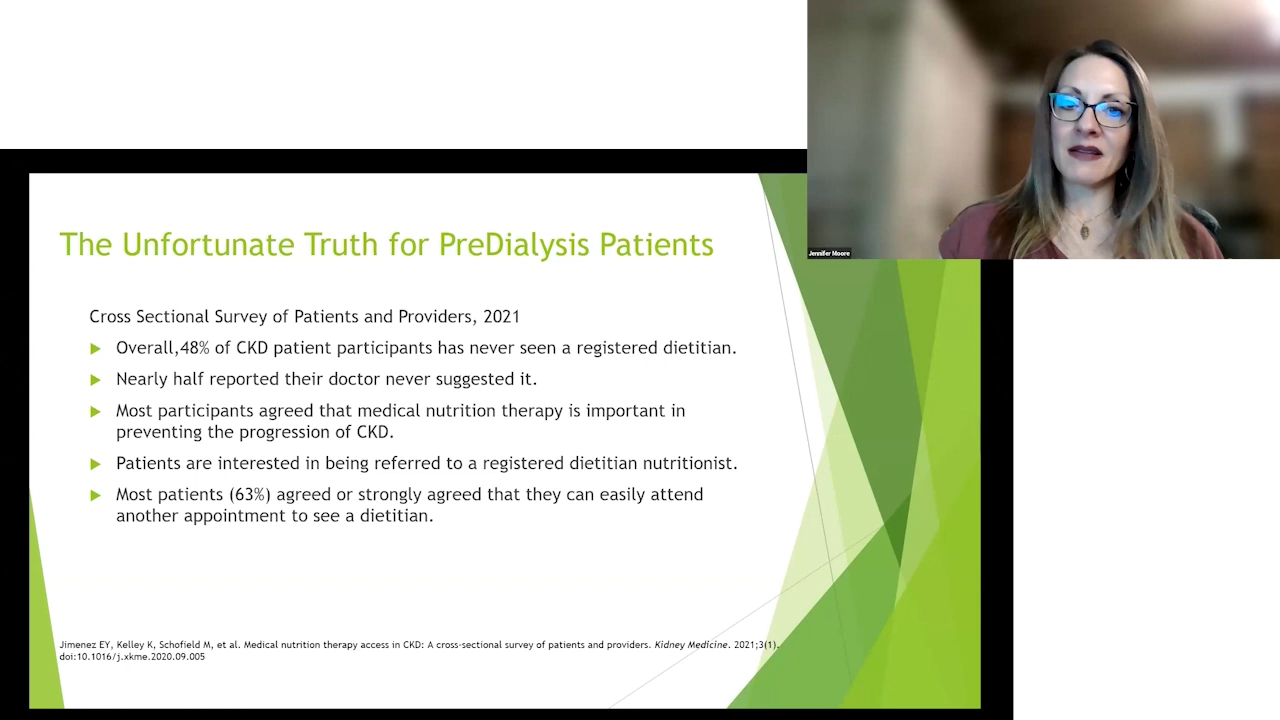 Jennifer Moore
The Unfortunate Truth for PreDialysis Patients
Cross Sectional Survey of Patients and Providers, 2021
Overall,48% of CKD patient participants has never seen a registered dietitian.
Nearly half reported their doctor never suggested it.
Most participants agreed that medical nutrition therapy is important in
preventing the progression of CKD.
Patients are interested in being referred to a registered dietitian nutritionist.
Most patients (63%) agreed or strongly agreed that they can easily attend
another appointment to see a dietitian.
Jimenez EY, Kelley K, Schofield M, et al. Medical nutrition therapy access in CKD: A cross-sectional survey of patients and providers. Kidney Medicine. 2021;3(1).
doi:10.1016/j.xkme.2020.09.005